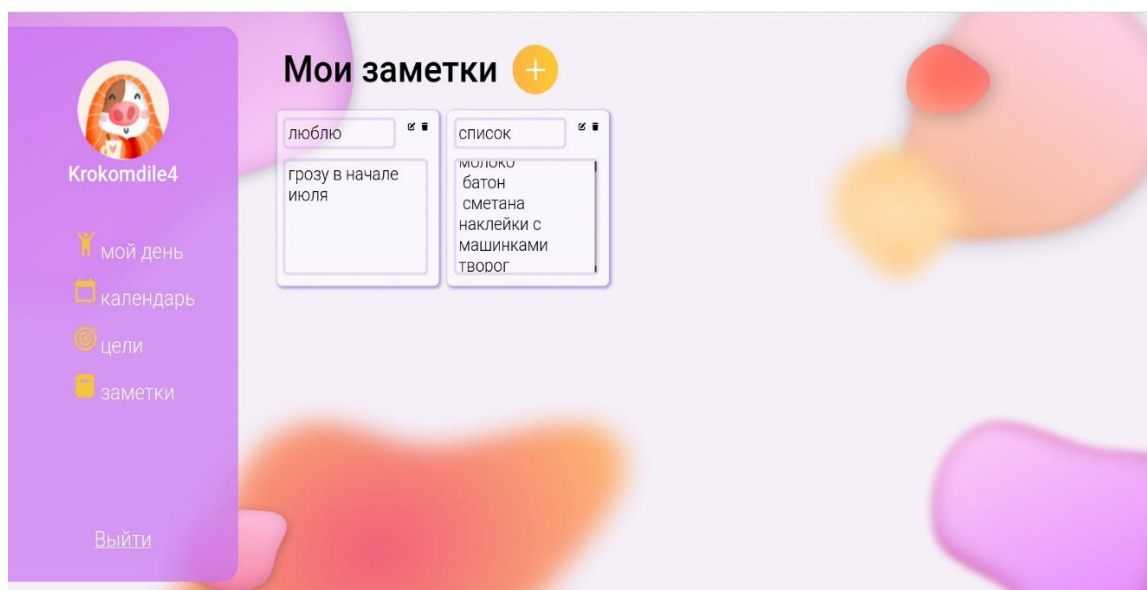 Krokomdile4
мой день
календарь
цели
заметки
Выйти
Мои заметки
люблю
грозу в начале
июля
список
молоко
батон
сметана
наклейки с
машинками
творог